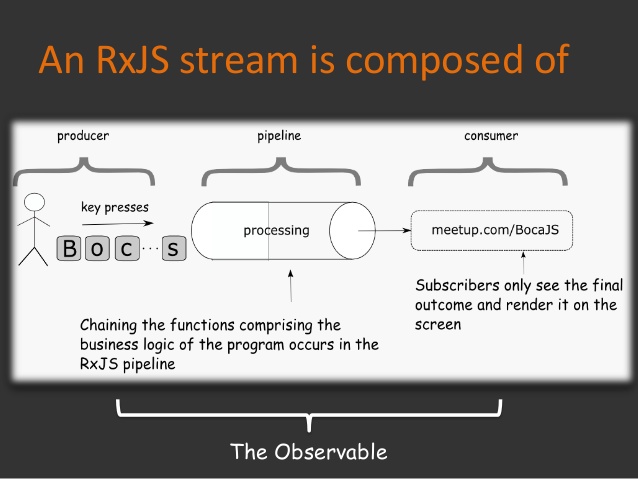 An RxJS stream is composed of
producer
pipeline
consumer
key presses
B o c ... s
processing
meetup.com/BocaJS
Chaining the functions comprising the
business logic of the program occurs in the
RxJS pipeline
Subscribers only see the final
outcome and render it on the
screen
The Observable